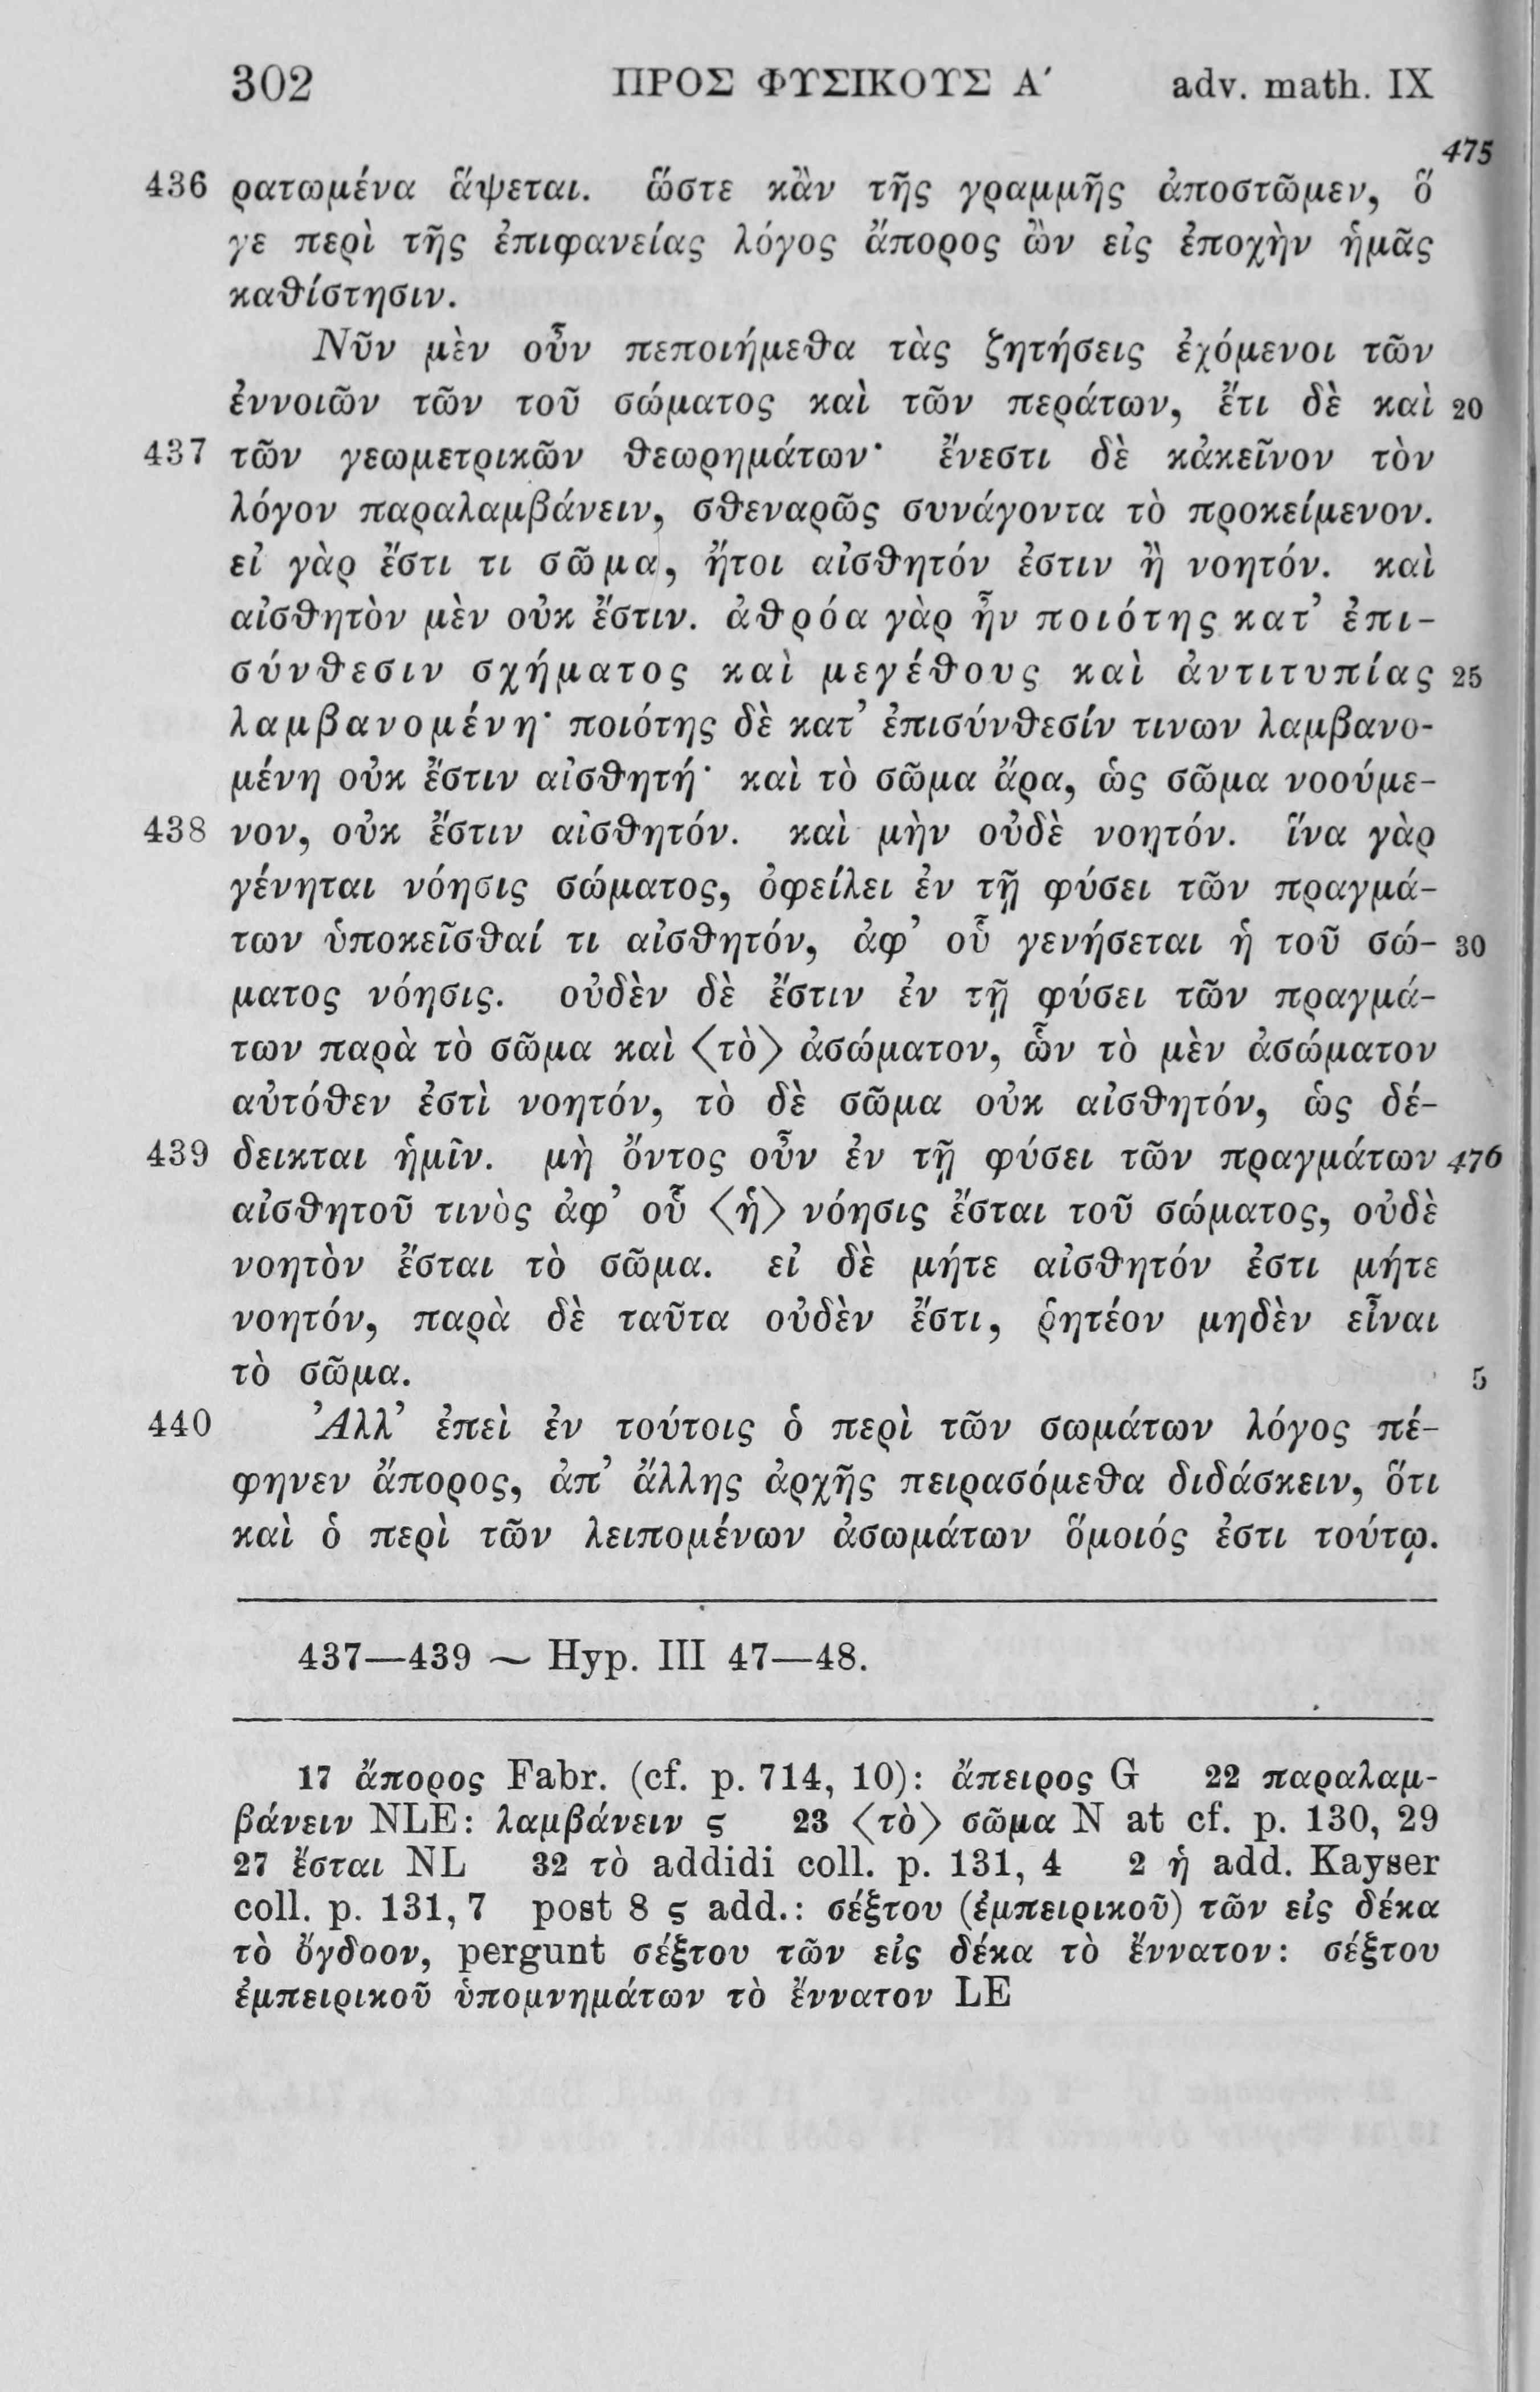 302 ΠΡΟΣ ΦΥΣΙΚΟΥΣ Α′ adv. math. IX
475
436 ρατωμένα ἅψεται. ὥστε κἂν τῆς γραμμῆς ἀποστῶμεν, ὅ
γε περὶ τῆς ἐπιφανείας λόγος ἄπορος ὢν εἰς ἐποχὴν ἡμᾶς
καθίστησιν.
Νῦν μὲν οὖν πεποιήμεθα τὰς ζητήσεις ἐχόμενοι τῶν
ἐννοιῶν τῶν τοῦ σώματος καὶ τῶν περάτων, ἔτι δὲ καὶ 20
437 τῶν γεωμετρικῶν θεωρημάτων· ἔνεστι δὲ κἀκεῖνον τὸν
λόγον παραλαμβάνειν, σθεναρῶς συνάγοντα τὸ προκείμενον.
εἰ γὰρ ἔστι τι σῶμα, ἤτοι αἰσθητόν ἐστιν ἢ νοητόν. καὶ
αἰσθητὸν μὲν οὐκ ἔστιν. ἀθρόα γὰρ ἦν ποιότης κατ’ ἐπι-
σύνθεσιν σχήματος καὶ μεγέθους καὶ ἀντιτυπίας 25
λαμβανομένη· ποιότης δὲ κατ’ ἐπισύνθεσίν τινων λαμβανο-
μένη οὐκ ἔστιν αἰσθητή· καὶ τὸ σῶμα ἄρα, ὡς σῶμα νοούμε-
438 νον, οὐκ ἔστιν αἰσθητόν. καὶ μὴν οὐδὲ νοητόν. ἵνα γὰρ
γένηται νόησις σώματος, ὀφείλει ἐν τῇ φύσει τῶν πραγμά-
των ὑποκεῖσθαί τι αἰσθητόν, ἀφ’ οὗ γενήσεται ἡ τοῦ σώ- 30
ματος νόησις. οὐδὲν δὲ ἔστιν ἐν τῇ φύσει τῶν πραγμά-
των παρὰ τὸ σῶμα καὶ ⟨τὸ⟩ ἀσώματον, ὧν τὸ μὲν ἀσώματον
αὐτόθεν ἐστὶ νοητόν, τὸ δὲ σῶμα οὐκ αἰσθητόν, ὡς δέ-
439 δεικται ἡμῖν. μὴ ὄντος οὖν ἐν τῇ φύσει τῶν πραγμάτων 476
αἰσθητοῦ τινὸς ἀφ’ οὗ ⟨ἡ⟩ νόησις ἔσται τοῦ σώματος, οὐδὲ
νοητὸν ἔσται τὸ σῶμα. εἰ δὲ μήτε αἰσθητόν ἐστι μήτε
νοητόν, παρὰ δὲ ταῦτα οὐδὲν ἔστι, ῥητέον μηδὲν εἶναι
τὸ σῶμα. 5
440 Ἀλλ’ ἐπεὶ ἐν τούτοις ὁ περὶ τῶν σωμάτων λόγος πέ-
φηνεν ἄπορος, ἀπ’ ἄλλης ἀρχῆς πειρασόμεθα διδάσκειν, ὅτι
καὶ ὁ περὶ τῶν λειπομένων ἀσωμάτων ὅμοιός ἐστι τούτῳ.
437—439 ~ Hyp. III 47—48.
17 ἄπορος Fabr. (cf. p. 714, 10): ἄπειρος G 22 παραλαμ-
βάνειν NLE: λαμβάνειν ς 23 ⟨τὸ⟩ σῶμα N at cf. p. 130, 29
27 ἔσται NL 32 τὸ addidi coll. p. 131, 4 2 ἡ add. Kayser
coll. p. 131, 7 post 8 ς add.: σέξτου (ἐμπειρικοῦ) τῶν εἰς δέκα
τὸ ὄγδοον, pergunt σέξτου τῶν εἰς δέκα τὸ ἔννατον: σέξτου
ἐμπειρικοῦ ὑπομνημάτων τὸ ἔννατον LE